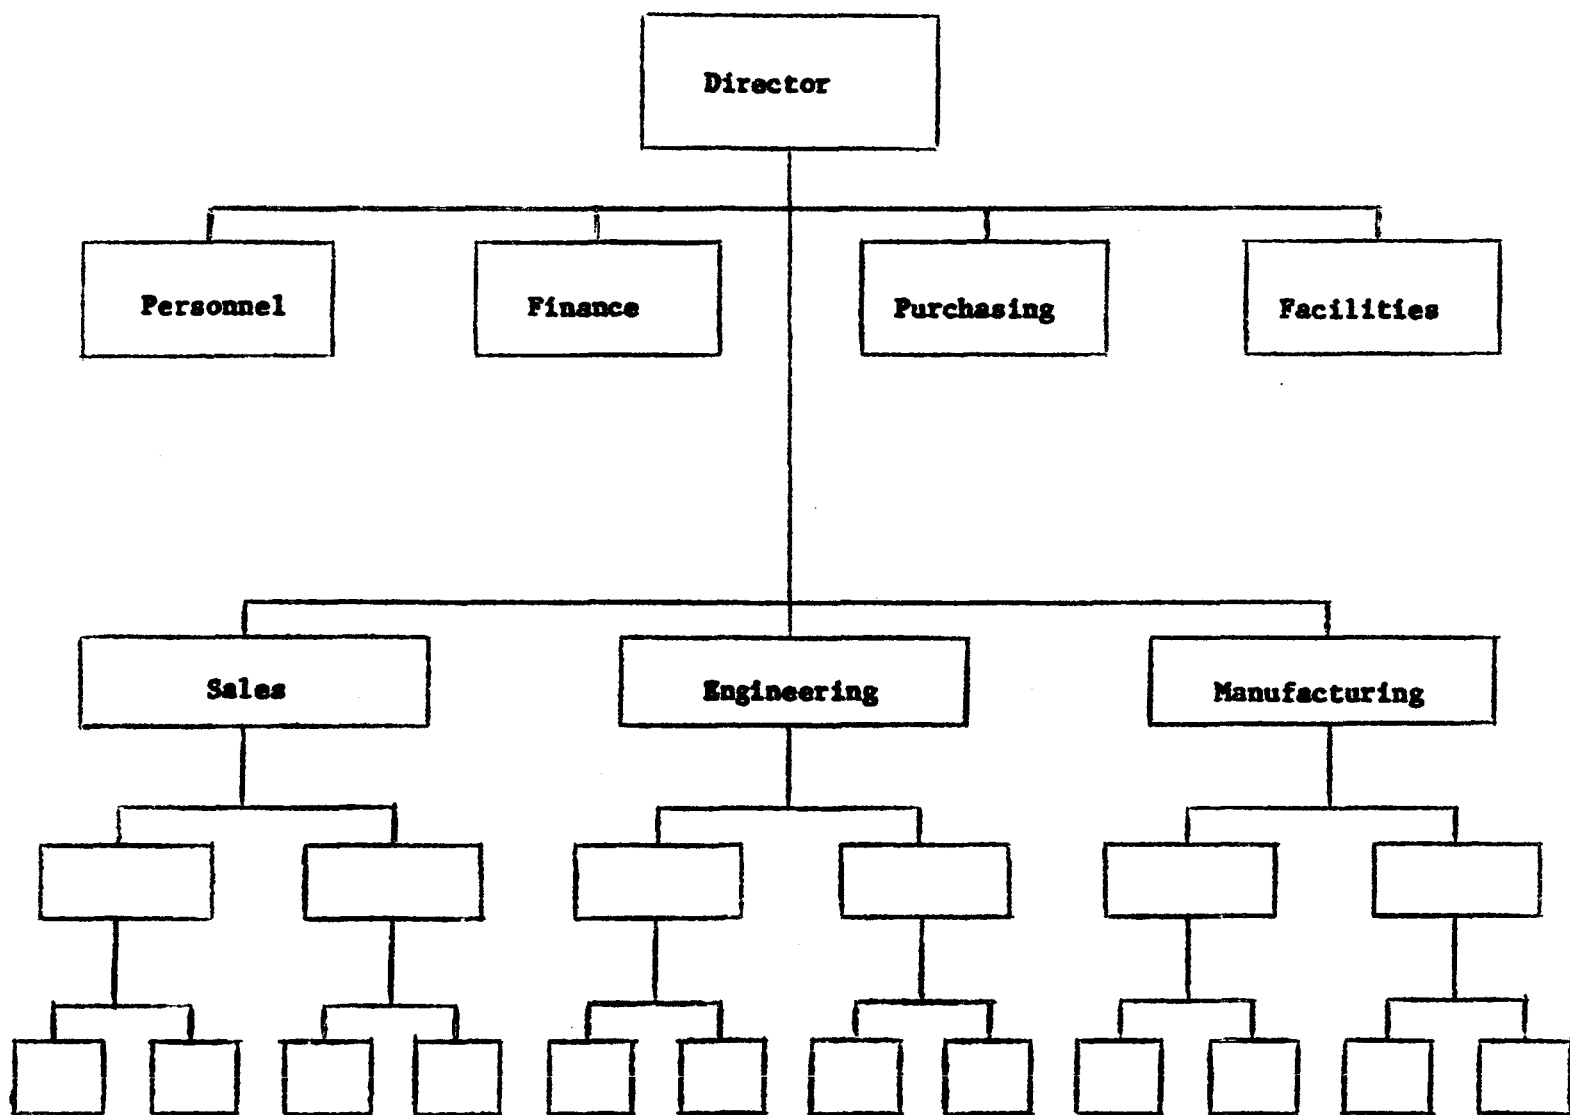 Director
Personnel
Finance
Purchasing
Facilities
Sales
Engineering
Manufacturing